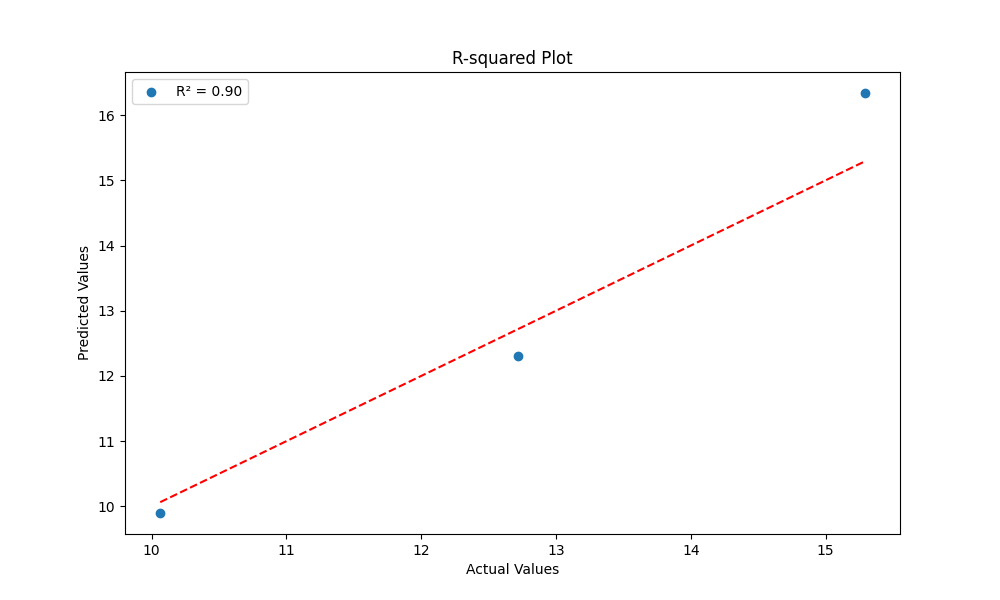 R-squared Plot
R² = 0.90
Predicted Values
16
15
14
13
12
11
10
10 11 12 13 14 15
Actual Values